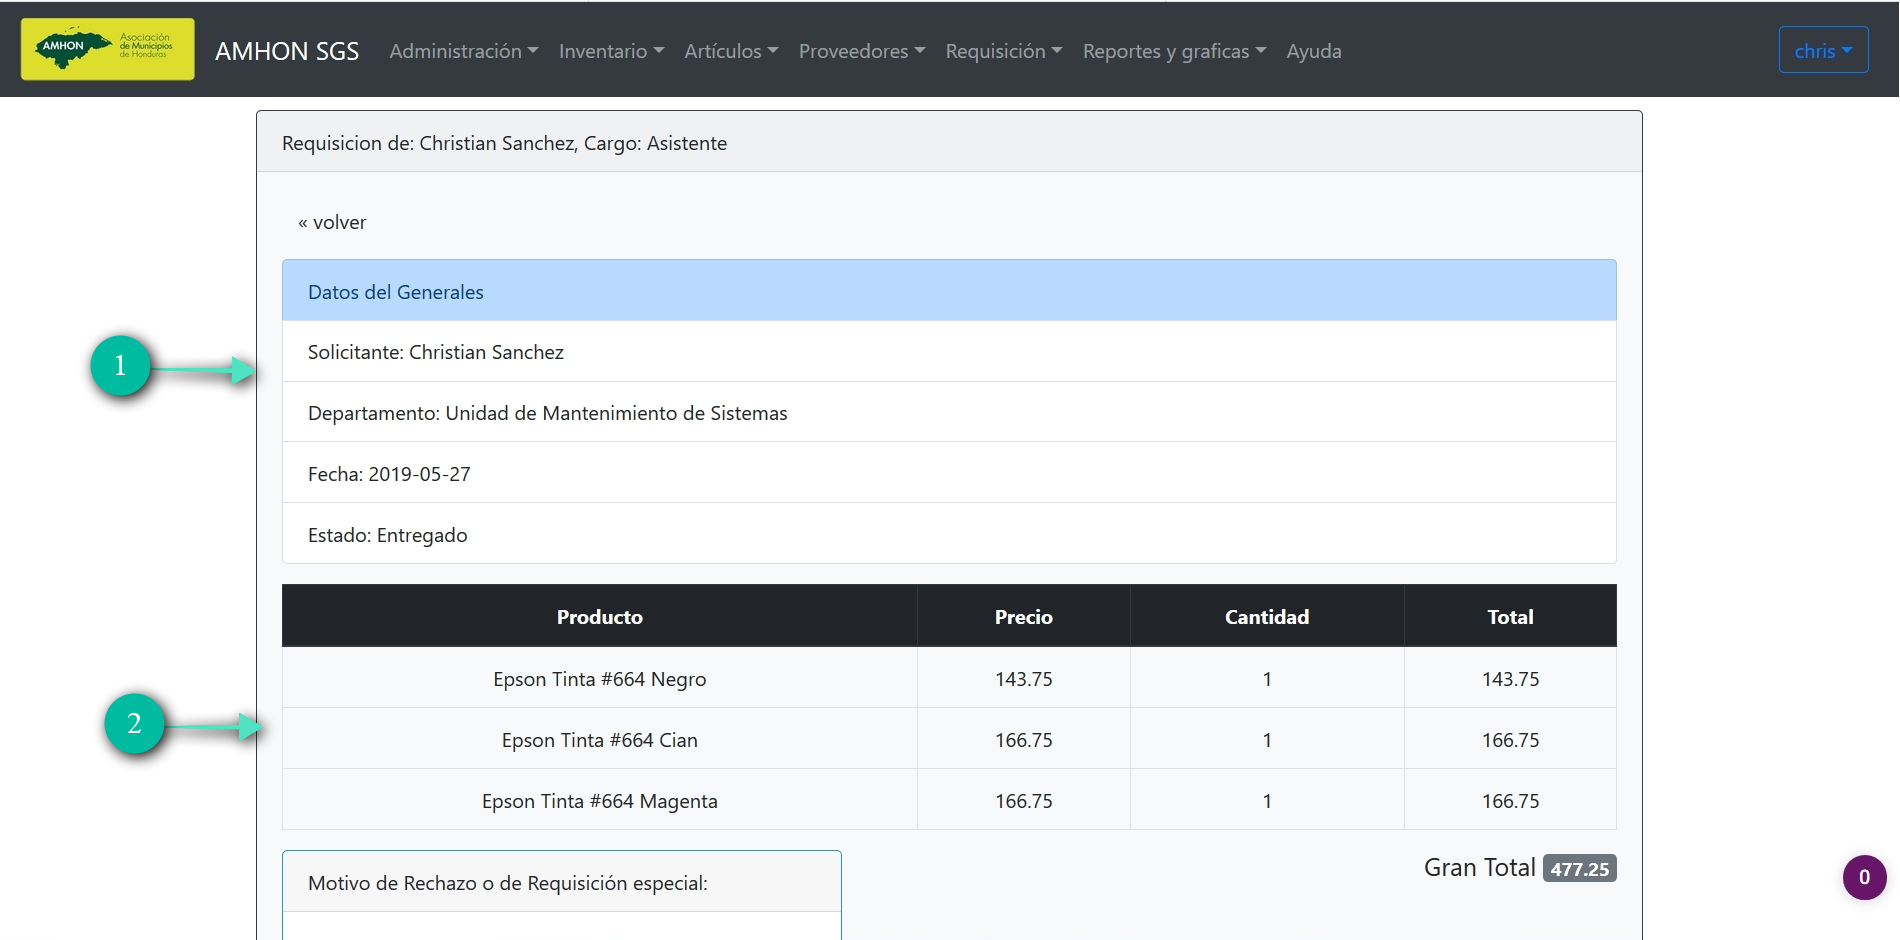 AMHON
Asociación
de Municipios
de Honduras
AMHON SGS Administración Inventario Artículos Proveedores Requisición Reportes y graficas Ayuda chris
Requisicion de: Christian Sanchez, Cargo: Asistente
« volver
Datos del Generales
1
Solicitante: Christian Sanchez
Departamento: Unidad de Mantenimiento de Sistemas
Fecha: 2019-05-27
Estado: Entregado
Producto Precio Cantidad Total
Epson Tinta #664 Negro 143.75 1 143.75
2
Epson Tinta #664 Cian 166.75 1 166.75
Epson Tinta #664 Magenta 166.75 1 166.75
Gran Total 477.25
Motivo de Rechazo o de Requisición especial:
0